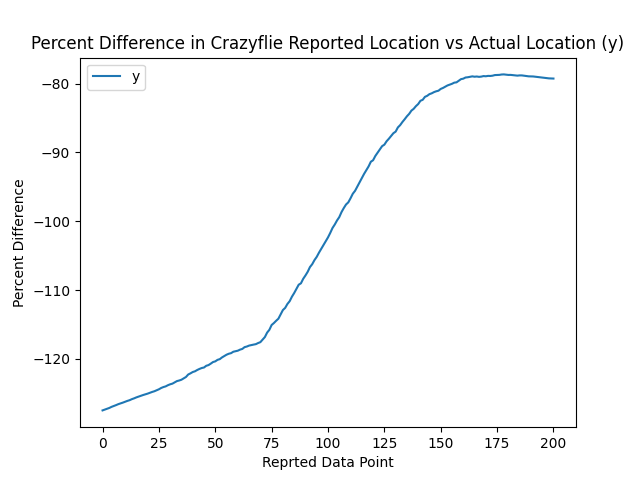 Percent Difference in Crazyflie Reported Location vs Actual Location (y)
y
−80
−90
−100
−110
−120
Percent Difference
0 25 50 75 100 125 150 175 200
Reprted Data Point